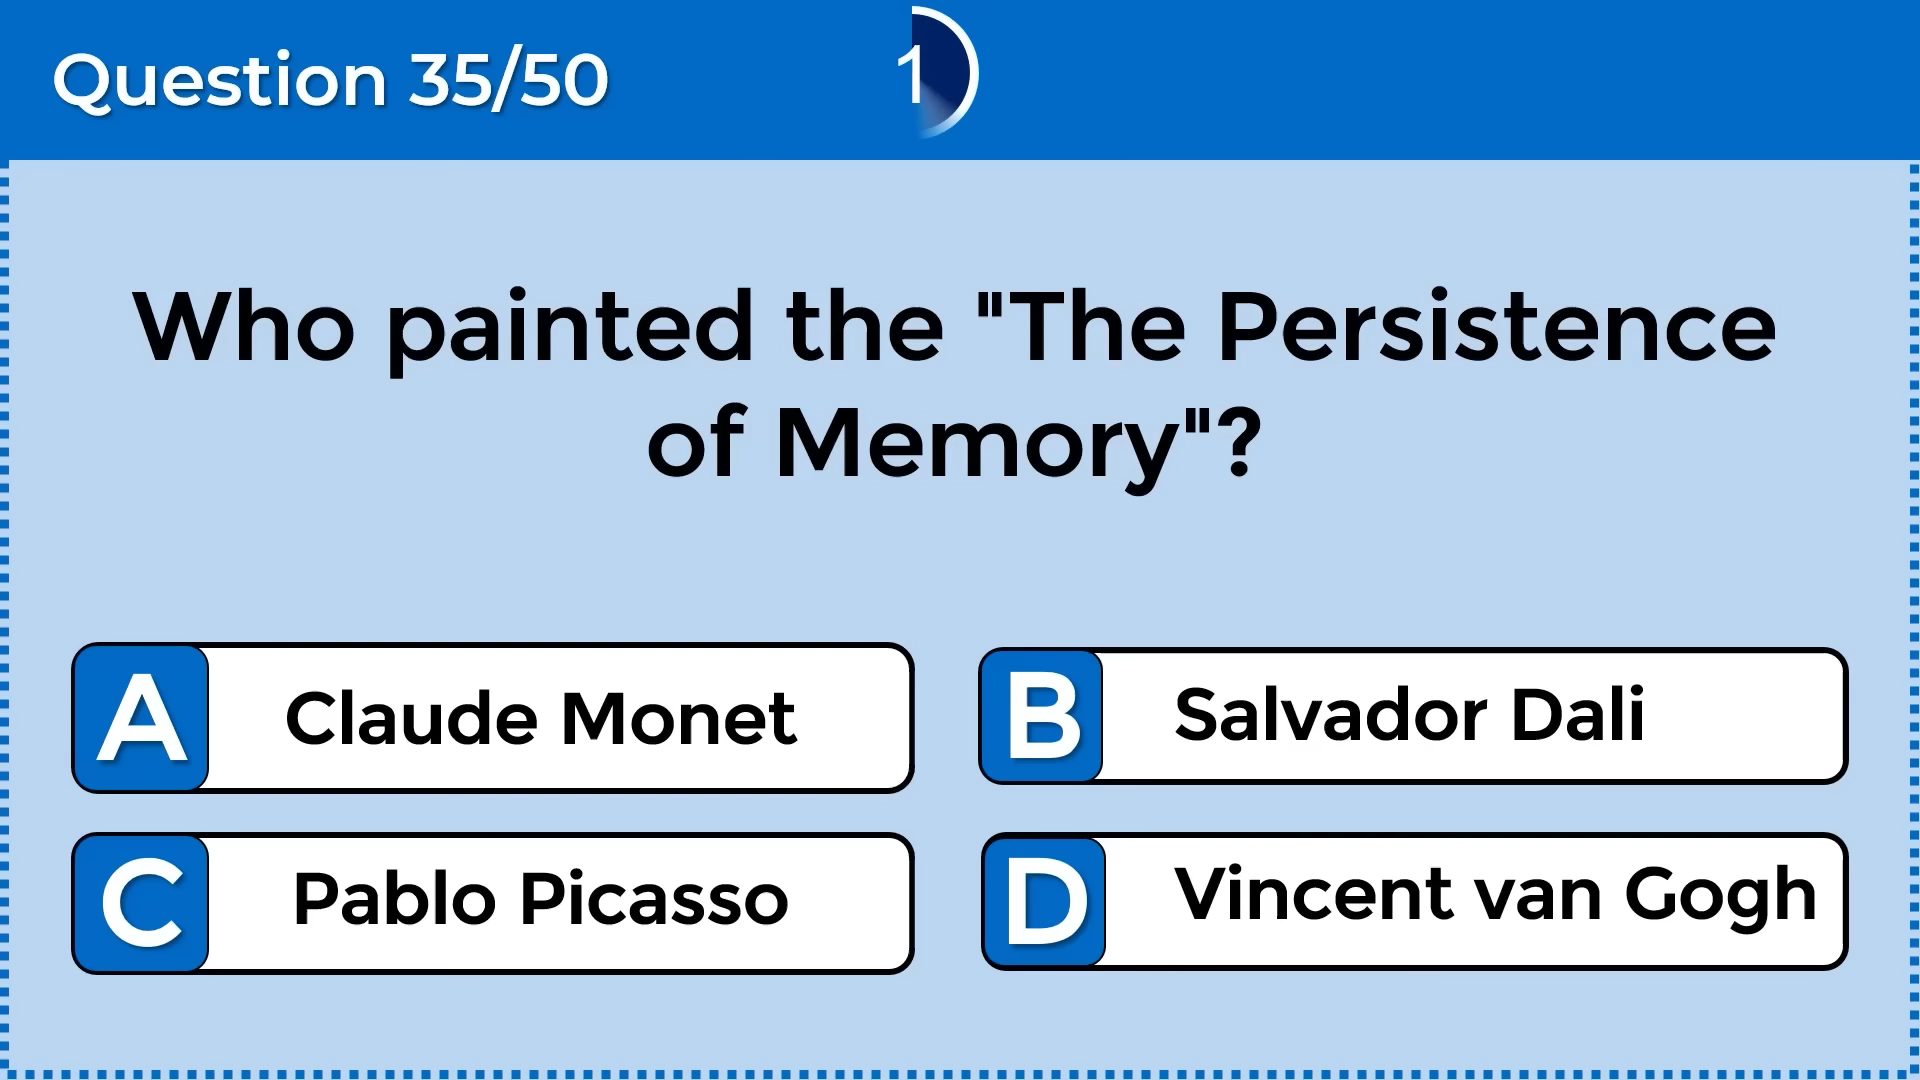 Question 35/50
1
Who painted the "The Persistence
of Memory"?
A Claude Monet
B Salvador Dali
C Pablo Picasso
D Vincent van Gogh